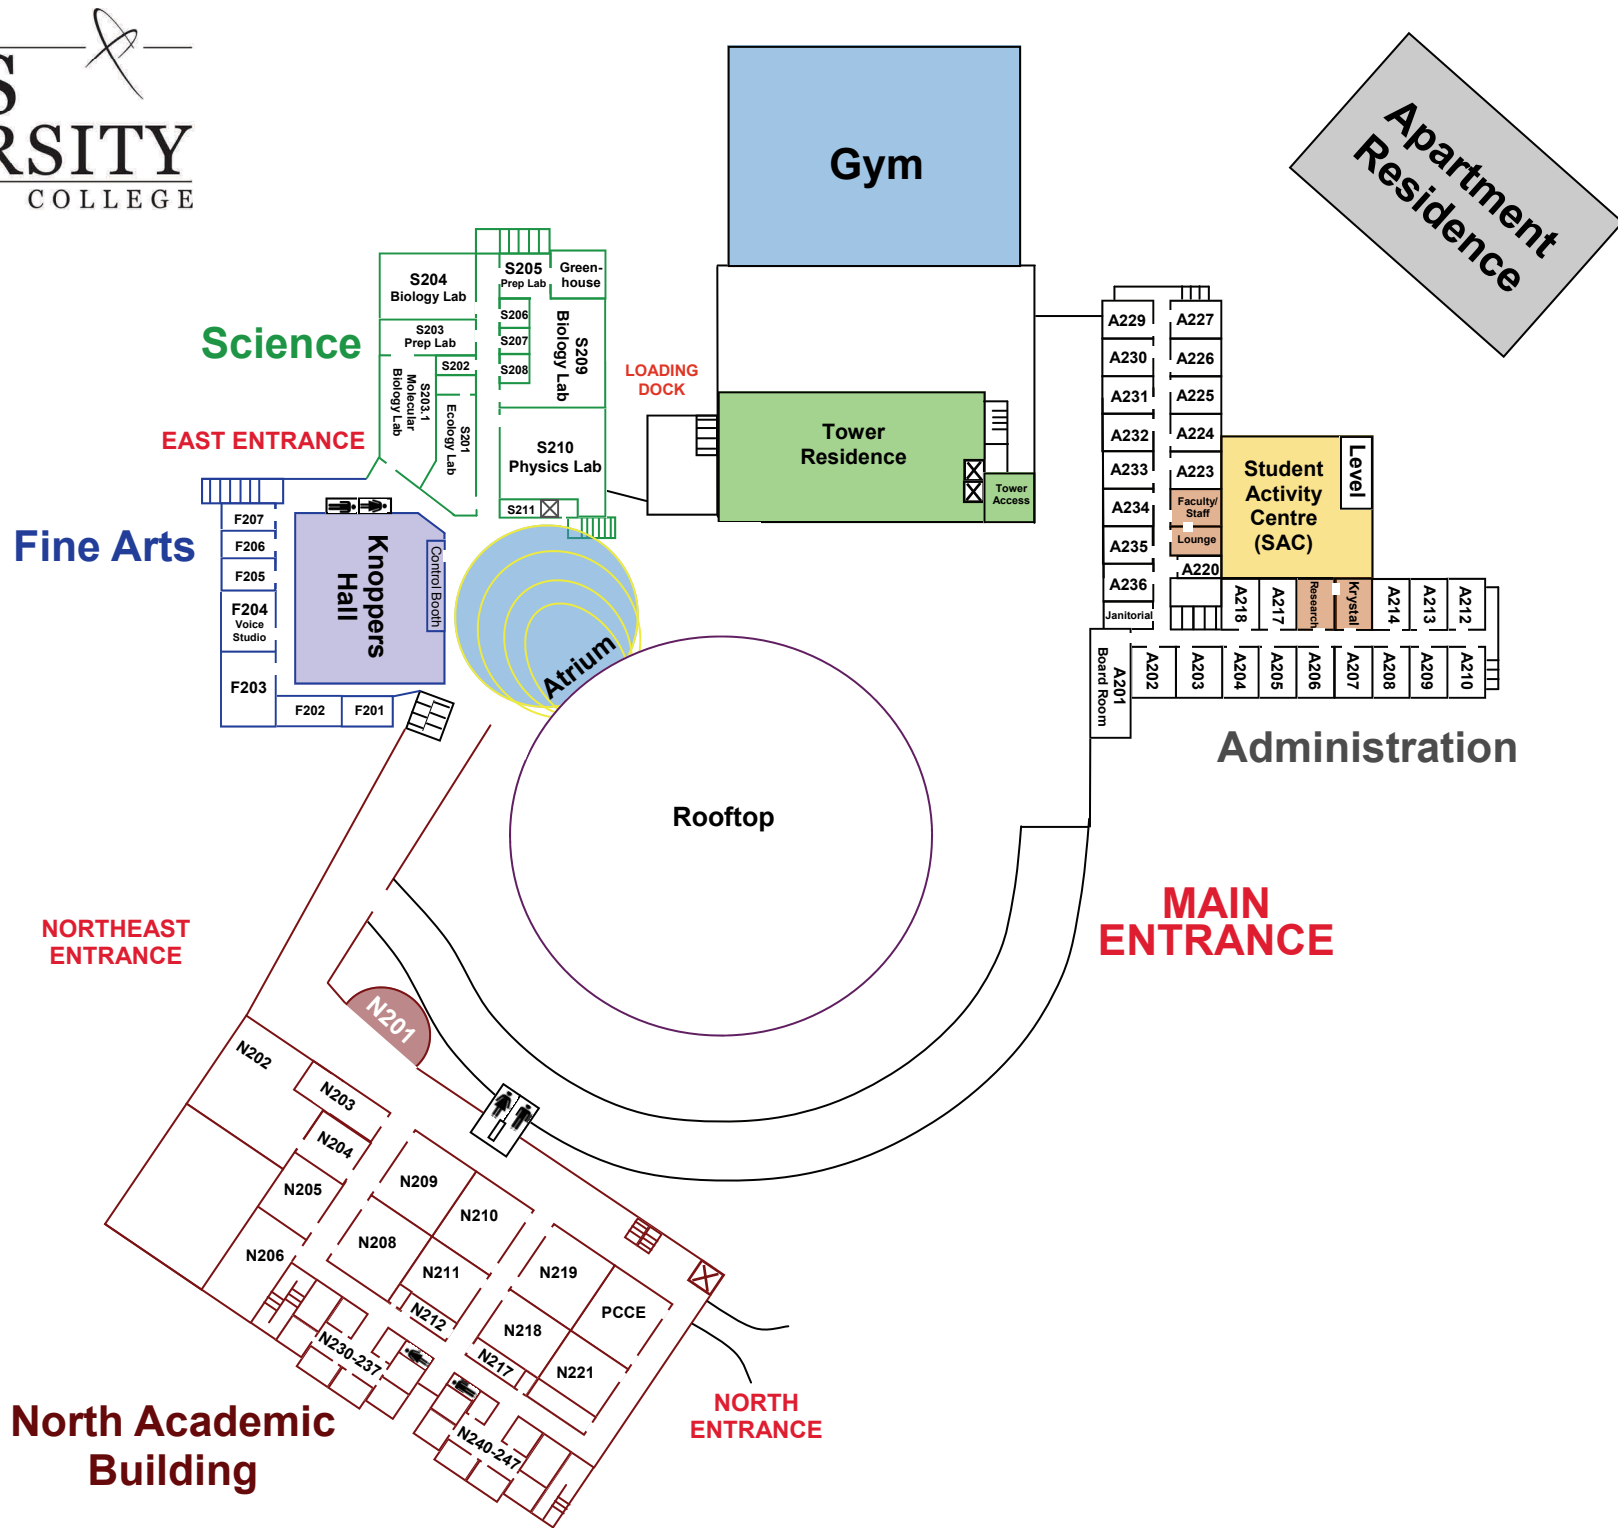 RSITY
COLLEGE
Gym
Apartment
Residence
S204
Biology Lab
S205
Prep Lab
Green-
house
S203
Prep Lab
S206
S207
S208
S202
S209
Biology Lab
S203.1
Molecular
Biology Lab
S201
Ecology Lab
S210
Physics Lab
S211
Science
EAST ENTRANCE
LOADING
DOCK
Tower
Residence
Tower
Access
Fine Arts
F207
F206
F205
F204
Voice
Studio
F203
F202
F201
Knoppers
Hall
Control Booth
Atrium
Rooftop
A229
A230
A231
A232
A233
A234
A235
A236
Janitorial
A227
A226
A225
A224
A223
Faculty/
Staff
Lounge
A220
Student
Activity
Centre
(SAC)
Level
A218
A217
Research
Krystal
A214
A213
A212
A201
Board Room
A202
A203
A204
A205
A206
A207
A208
A209
A210
Administration
MAIN
ENTRANCE
NORTHEAST
ENTRANCE
N201
N202
N203
N204
N205
N206
N209
N210
N208
N211
N212
N219
PCCE
N218
N217
N221
N230-237
N240-247
NORTH
ENTRANCE
North Academic
Building